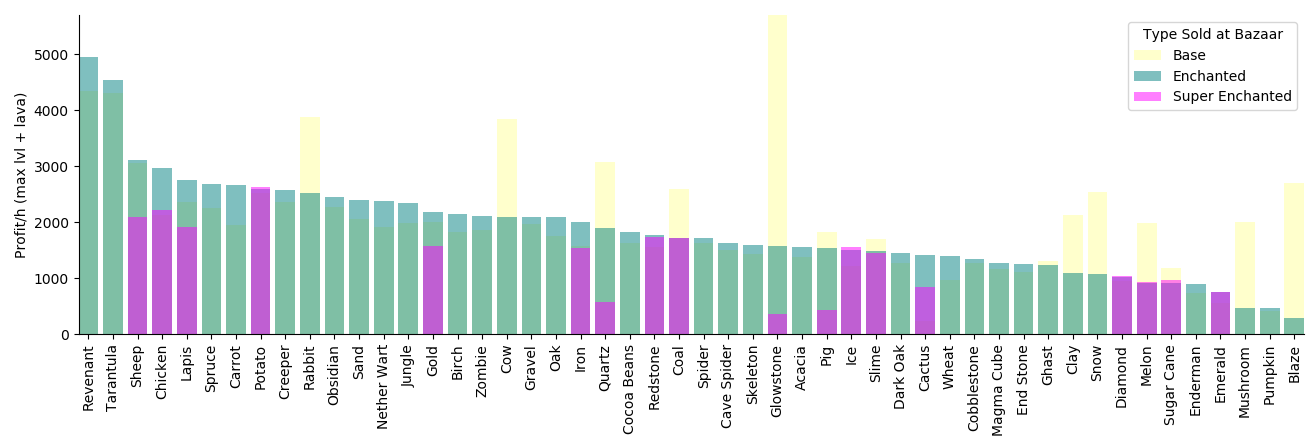 Profit/h (max lvl + lava)
5000
4000
3000
2000
1000
0
Type Sold at Bazaar
Base
Enchanted
Super Enchanted
Revenant
Tarantula
Sheep
Chicken
Lapis
Spruce
Carrot
Potato
Creeper
Rabbit
Obsidian
Sand
Nether Wart
Jungle
Gold
Birch
Zombie
Cow
Gravel
Oak
Iron
Quartz
Cocoa Beans
Redstone
Coal
Spider
Cave Spider
Skeleton
Glowstone
Acacia
Pig
Ice
Slime
Dark Oak
Cactus
Wheat
Cobblestone
Magma Cube
End Stone
Ghast
Clay
Snow
Diamond
Melon
Sugar Cane
Enderman
Emerald
Mushroom
Pumpkin
Blaze